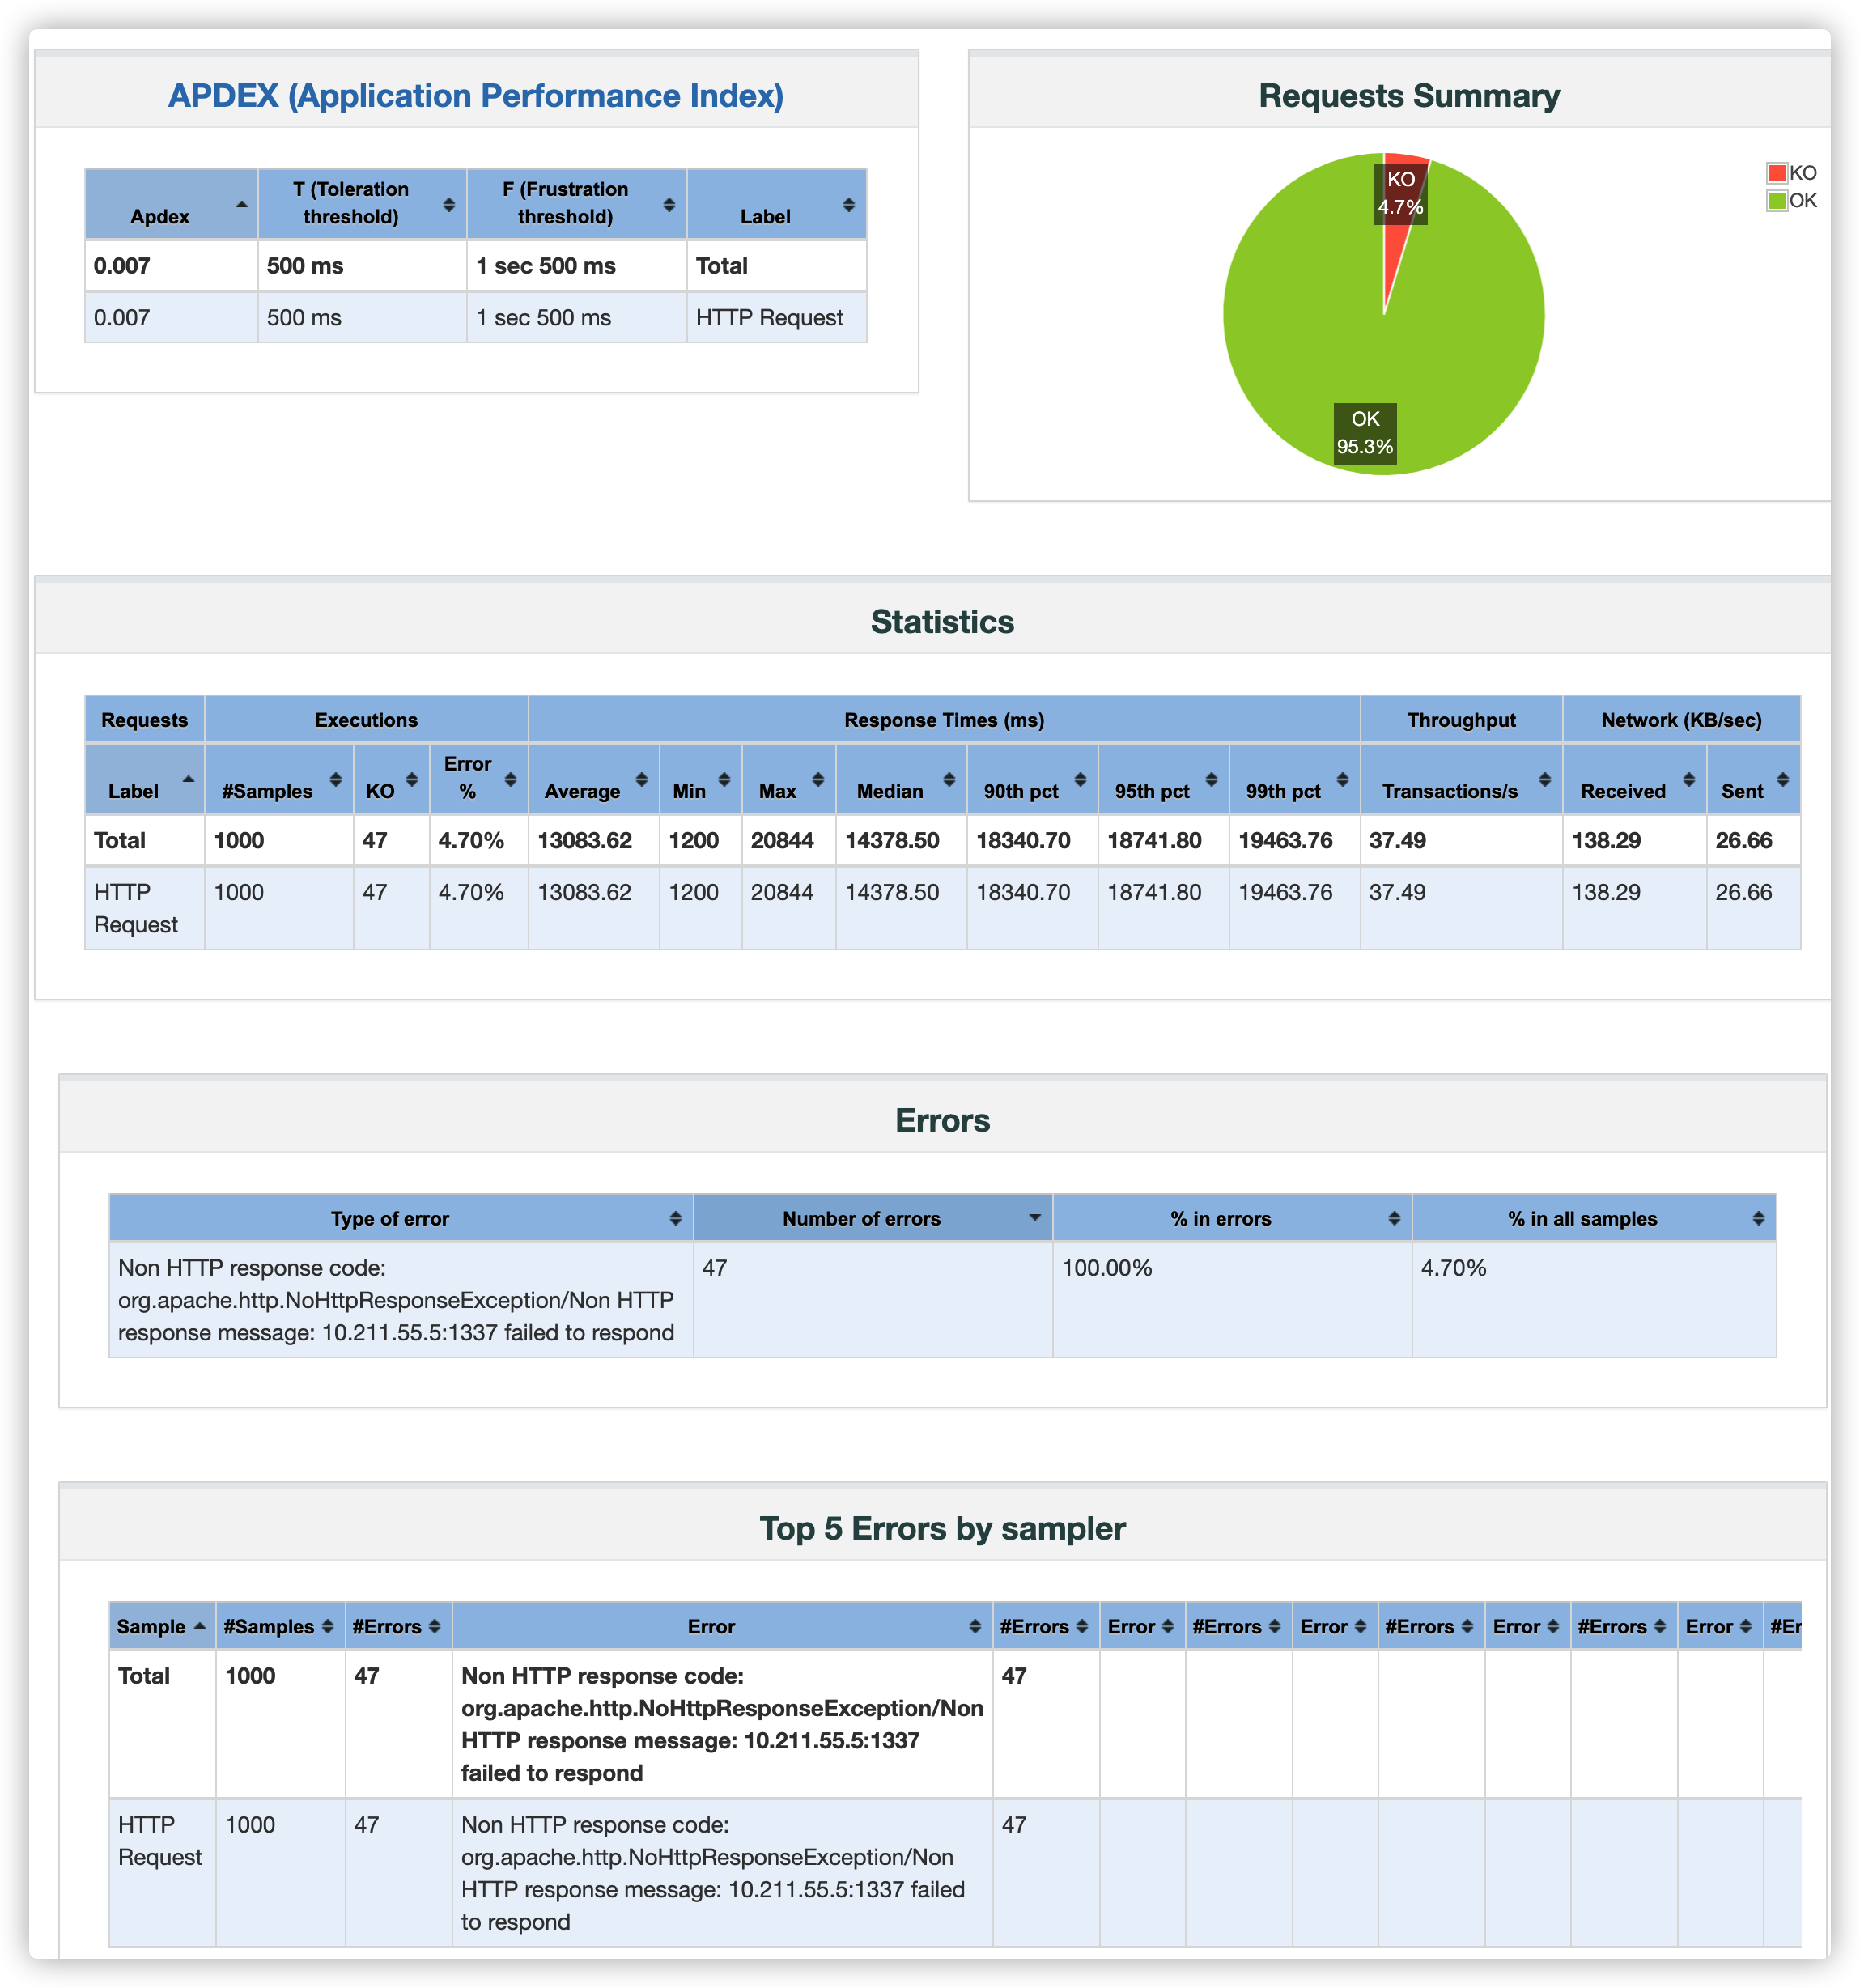 APDEX (Application Performance Index)
Apdex T (Toleration threshold) F (Frustration threshold) Label
0.007 500 ms 1 sec 500 ms Total
0.007 500 ms 1 sec 500 ms HTTP Request
Requests Summary
KO
4.7%
OK
95.3%
KO
OK
Statistics
Requests Executions Response Times (ms) Throughput Network (KB/sec)
Label #Samples KO Error % Average Min Max Median 90th pct 95th pct 99th pct Transactions/s Received Sent
Total 1000 47 4.70% 13083.62 1200 20844 14378.50 18340.70 18741.80 19463.76 37.49 138.29 26.66
HTTP Request 1000 47 4.70% 13083.62 1200 20844 14378.50 18340.70 18741.80 19463.76 37.49 138.29 26.66
Errors
Type of error Number of errors % in errors % in all samples
Non HTTP response code: 47 100.00% 4.70%
org.apache.http.NoHttpResponseException/Non HTTP
response message: 10.211.55.5:1337 failed to respond
Top 5 Errors by sampler
Sample #Samples #Errors Error #Errors Error #Errors Error #Errors Error #Errors Error #Er
Total 1000 47 Non HTTP response code: 47
org.apache.http.NoHttpResponseException/Non
HTTP response message: 10.211.55.5:1337
failed to respond
HTTP Request 1000 47 Non HTTP response code: 47
org.apache.http.NoHttpResponseException/Non
HTTP response message: 10.211.55.5:1337 failed
to respond